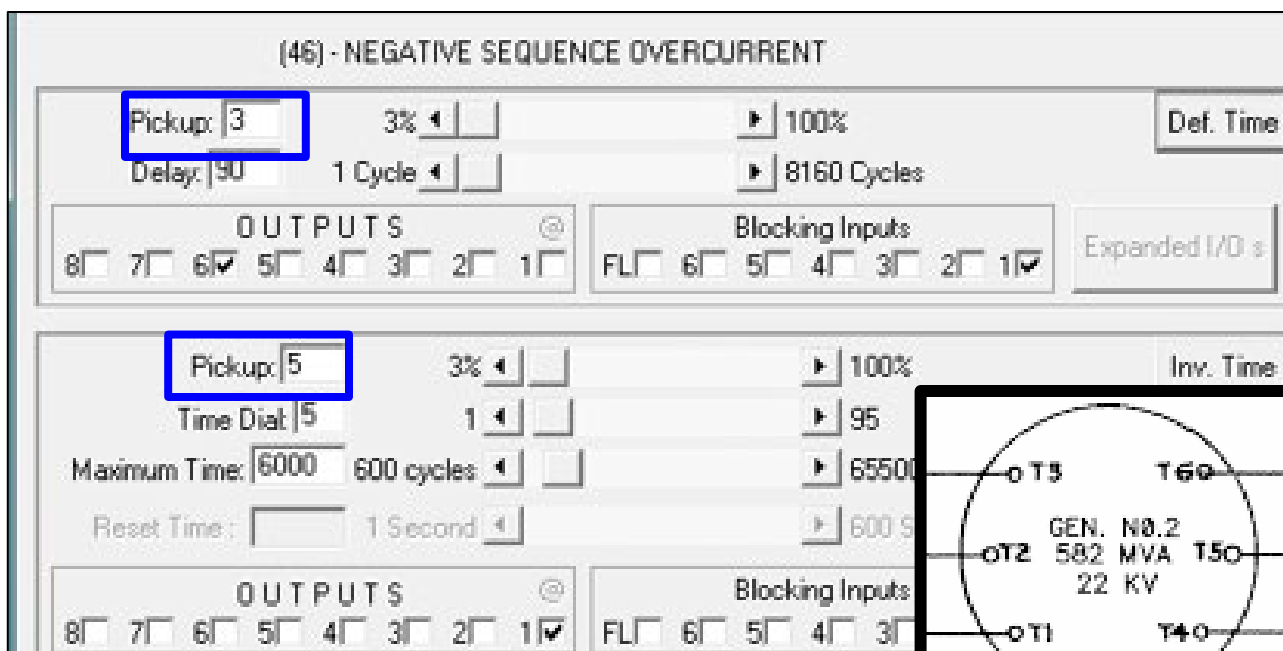 (46) - NEGATIVE SEQUENCE OVERCURRENT
Pickup: 3 3% 100% Def. Time
Delay: 90 1 Cycle 8160 Cycles
OUTPUTS @ Blocking Inputs Expanded I/O s
8 7 6 5 4 3 2 1 FL 6 5 4 3 2 1
Pickup: 5 3% 100% Inv. Time
Time Dial: 5 1 95
Maximum Time: 6000 600 cycles 65500
Reset Time : 1 Second 600 S
OUTPUTS @ Blocking Inputs
8 7 6 5 4 3 2 1 FL 6 5 4 3
T3 T6
GEN. NO.2
T2 582 MVA T5
22 KV
T1 T4